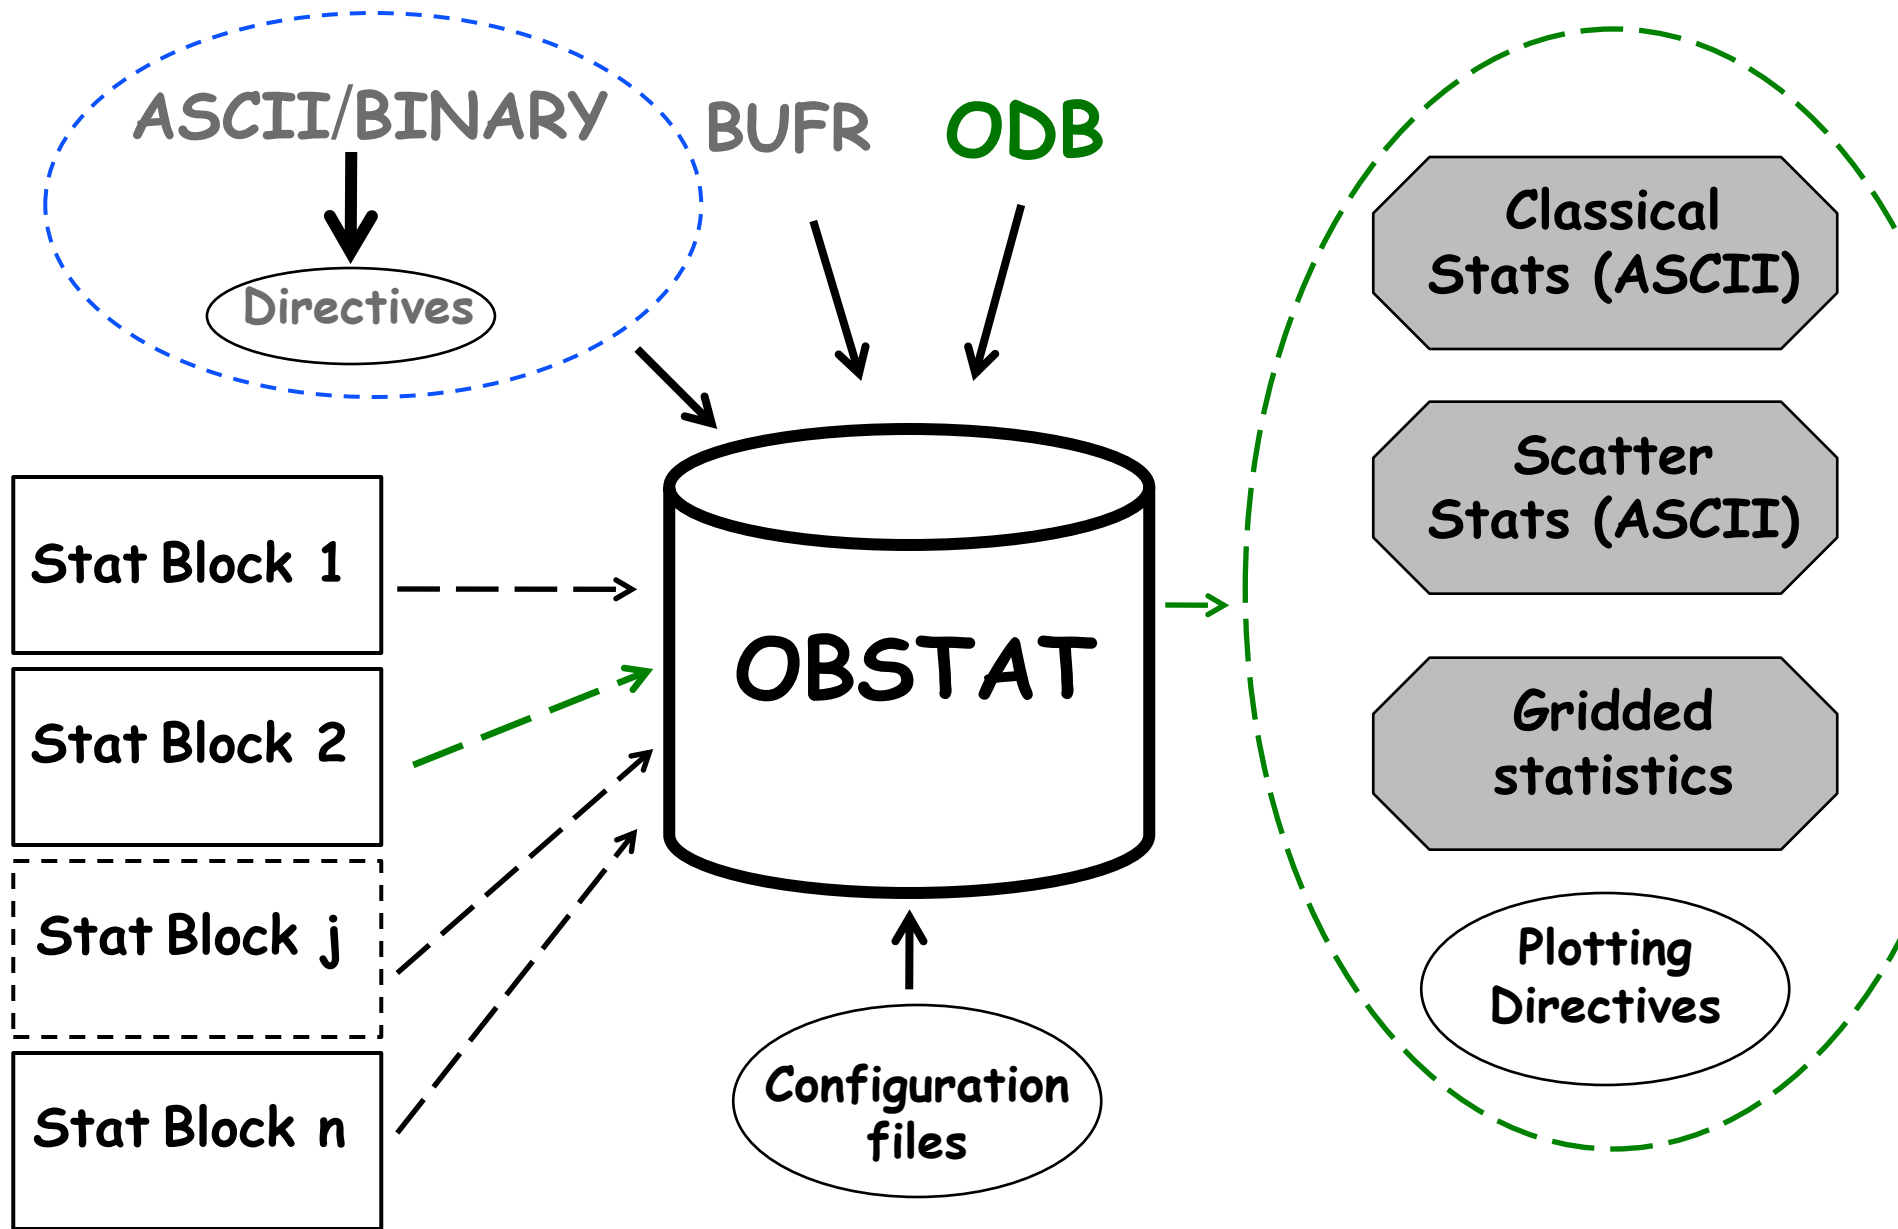 ASCII/BINARY
BUFR
ODB
Directives
Stat Block 1
Stat Block 2
Stat Block j
Stat Block n
OBSTAT
Configuration
files
Classical
Stats (ASCII)
Scatter
Stats (ASCII)
Gridded
statistics
Plotting
Directives